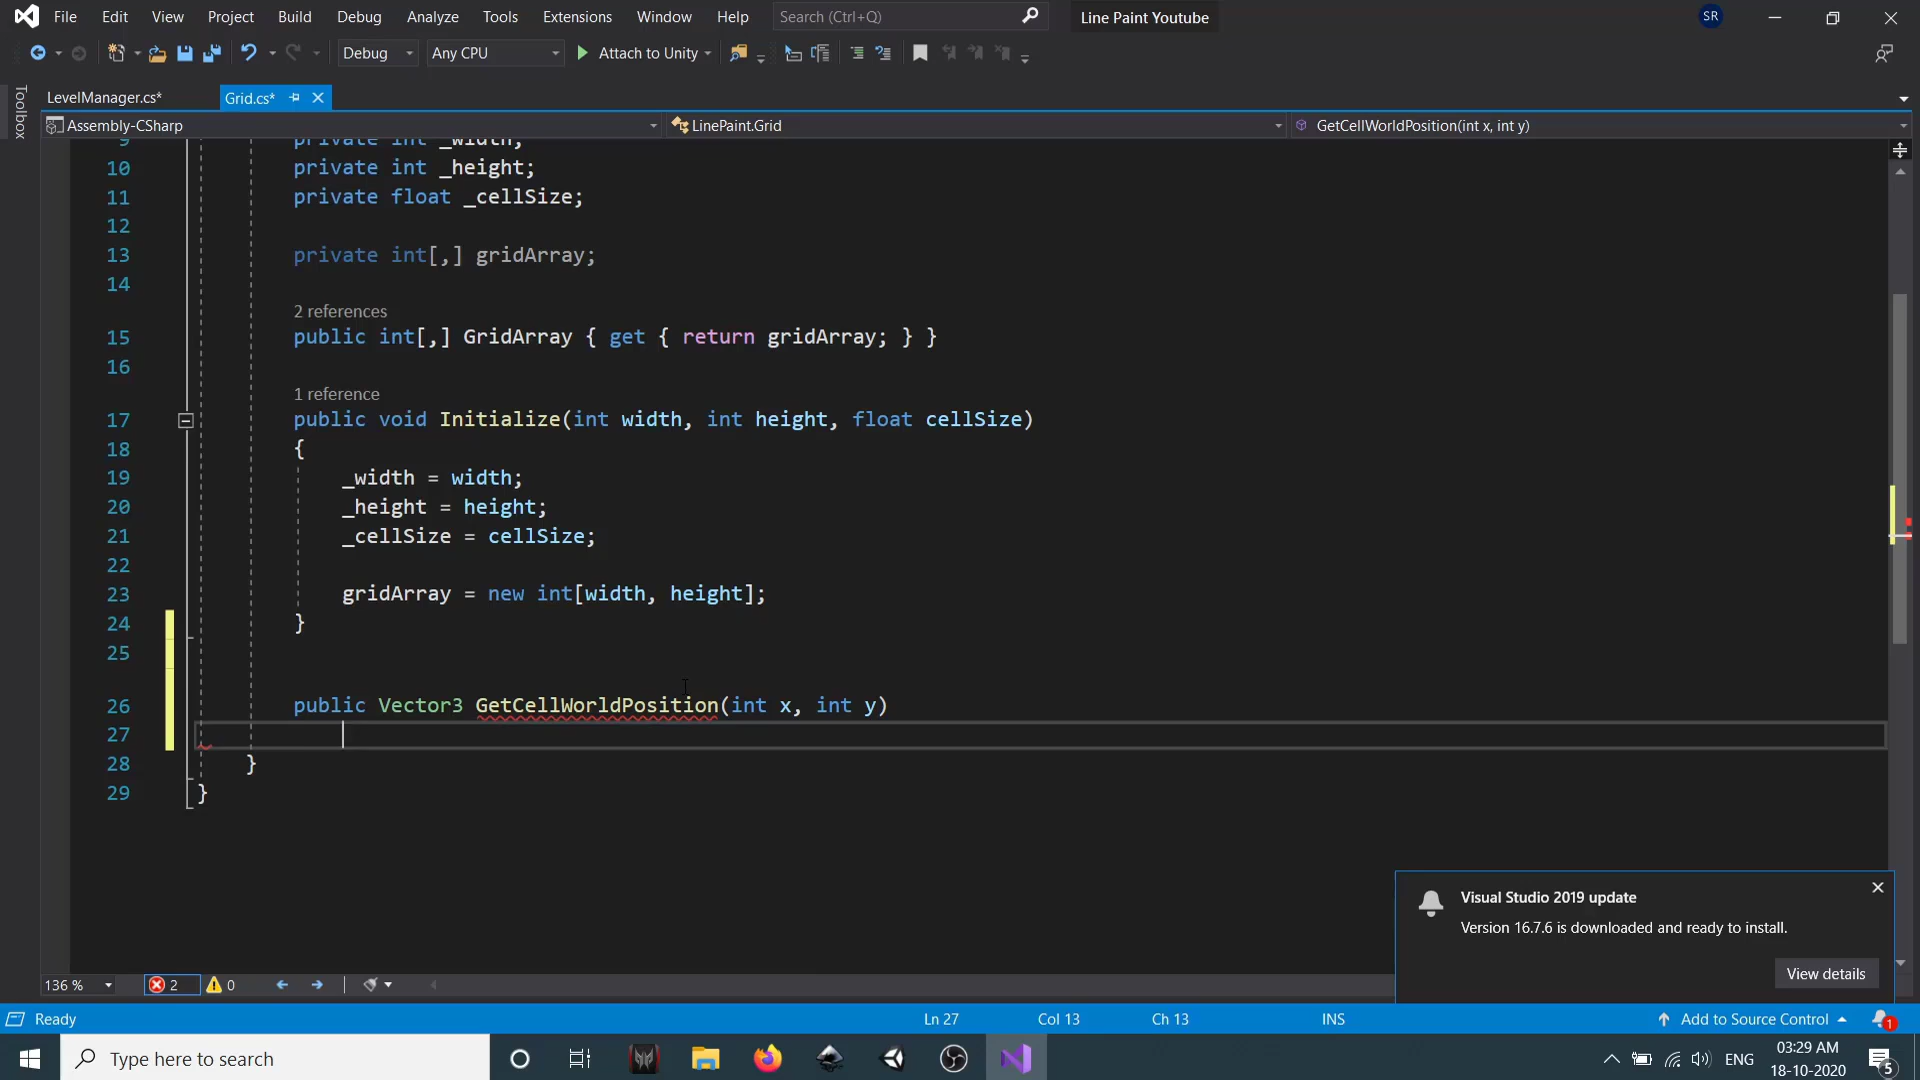 File Edit View Project Build Debug Analyze Tools Extensions Window Help Search (Ctrl+Q) Line Paint Youtube SR
Debug Any CPU Attach to Unity
Toolbox
LevelManager.cs* Grid.cs*
Assembly-CSharp LinePaint.Grid GetCellWorldPosition(int x, int y)
9 private int _width;
10 private int _height;
11 private float _cellSize;
12
13 private int[,] gridArray;
14
2 references
15 public int[,] GridArray { get { return gridArray; } }
16
1 reference
17 public void Initialize(int width, int height, float cellSize)
18 {
19 _width = width;
20 _height = height;
21 _cellSize = cellSize;
22
23 gridArray = new int[width, height];
24 }
25
26 public Vector3 GetCellWorldPosition(int x, int y)
27
28 }
29 }
Visual Studio 2019 update
Version 16.7.6 is downloaded and ready to install.
View details
136 % 2 0
Ready Ln 27 Col 13 Ch 13 INS Add to Source Control 1
Type here to search ENG 03:29 AM
18-10-2020 5